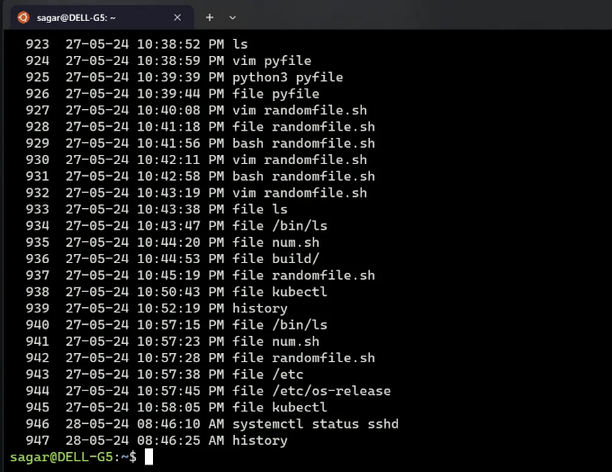 sagar@DELL-G5: ~
923 27-05-24 10:38:52 PM ls
924 27-05-24 10:38:59 PM vim pyfile
925 27-05-24 10:39:39 PM python3 pyfile
926 27-05-24 10:39:44 PM file pyfile
927 27-05-24 10:40:08 PM vim randomfile.sh
928 27-05-24 10:41:18 PM file randomfile.sh
929 27-05-24 10:41:56 PM bash randomfile.sh
930 27-05-24 10:42:11 PM vim randomfile.sh
931 27-05-24 10:42:58 PM bash randomfile.sh
932 27-05-24 10:43:19 PM vim randomfile.sh
933 27-05-24 10:43:38 PM file ls
934 27-05-24 10:43:47 PM file /bin/ls
935 27-05-24 10:44:20 PM file num.sh
936 27-05-24 10:44:53 PM file build/
937 27-05-24 10:45:19 PM file randomfile.sh
938 27-05-24 10:50:43 PM file kubectl
939 27-05-24 10:52:19 PM history
940 27-05-24 10:57:15 PM file /bin/ls
941 27-05-24 10:57:23 PM file num.sh
942 27-05-24 10:57:28 PM file randomfile.sh
943 27-05-24 10:57:38 PM file /etc
944 27-05-24 10:57:45 PM file /etc/os-release
945 27-05-24 10:58:05 PM file kubectl
946 28-05-24 08:46:10 AM systemctl status sshd
947 28-05-24 08:46:25 AM history
sagar@DELL-G5:~$